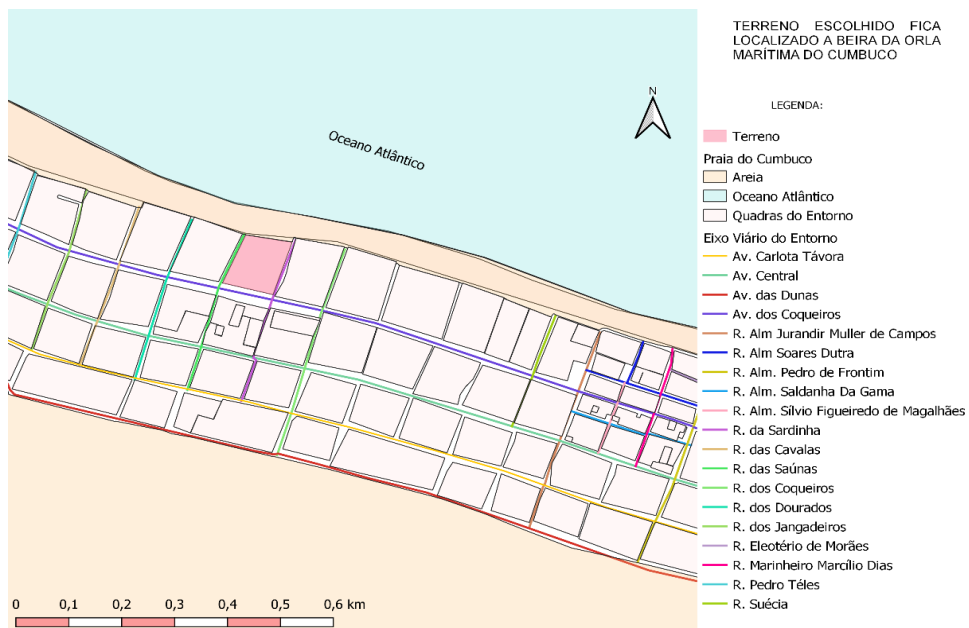 TERRENO ESCOLHIDO FICA
LOCALIZADO A BEIRA DA ORLA
MARÍTIMA DO CUMBUCO
N
LEGENDA:
Oceano Atlântico
Terreno
Praia do Cumbuco
Areia
Oceano Atlântico
Quadras do Entorno
Eixo Viário do Entorno
Av. Carlota Távora
Av. Central
Av. das Dunas
Av. dos Coqueiros
R. Alm Jurandir Muller de Campos
R. Alm Soares Dutra
R. Alm. Pedro de Frontim
R. Alm. Saldanha Da Gama
R. Alm. Sílvio Figueiredo de Magalhães
R. da Sardinha
R. das Cavalas
R. das Saúnas
R. dos Coqueiros
R. dos Dourados
R. dos Jangadeiros
R. Eleotério de Morães
R. Marinheiro Marcílio Dias
R. Pedro Téles
R. Suécia
0 0,1 0,2 0,3 0,4 0,5 0,6 km